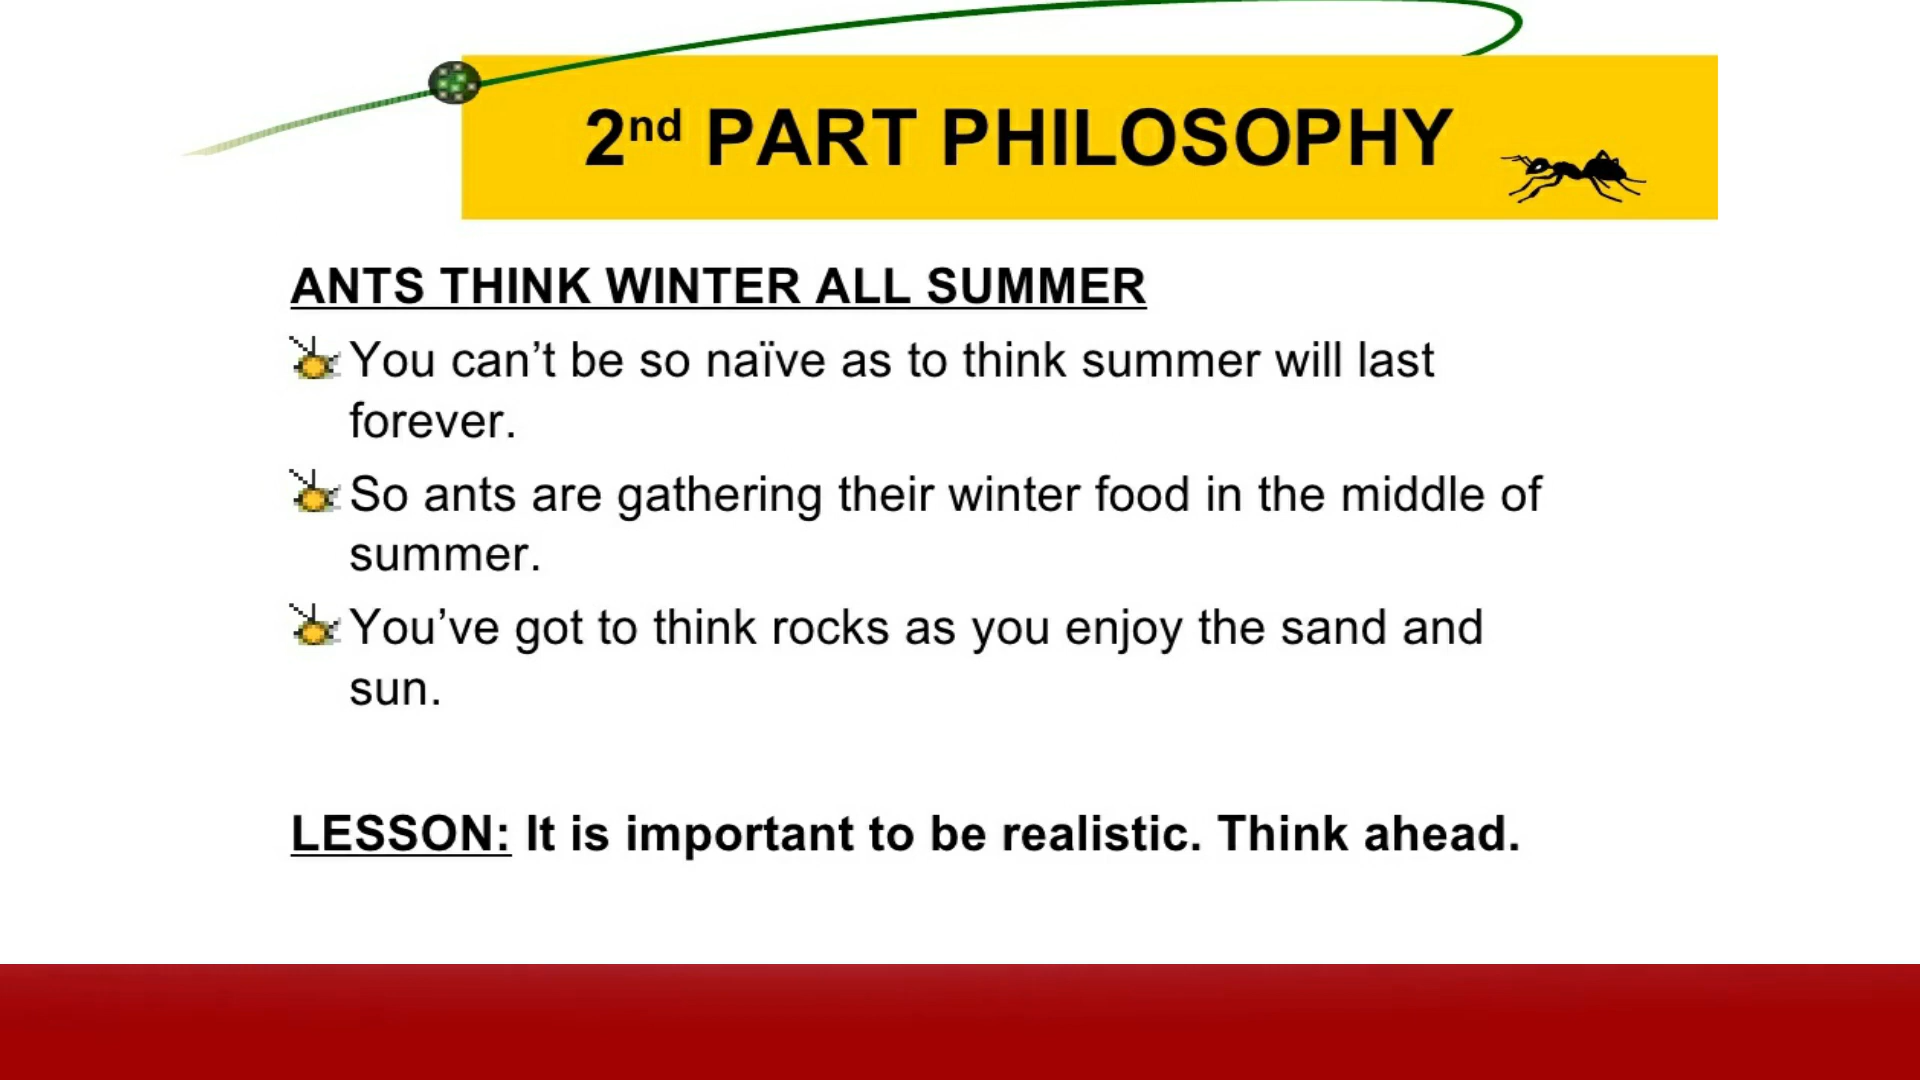 2nd PART PHILOSOPHY
ANTS THINK WINTER ALL SUMMER
You can’t be so naïve as to think summer will last
forever.
So ants are gathering their winter food in the middle of
summer.
You’ve got to think rocks as you enjoy the sand and
sun.
LESSON: It is important to be realistic. Think ahead.